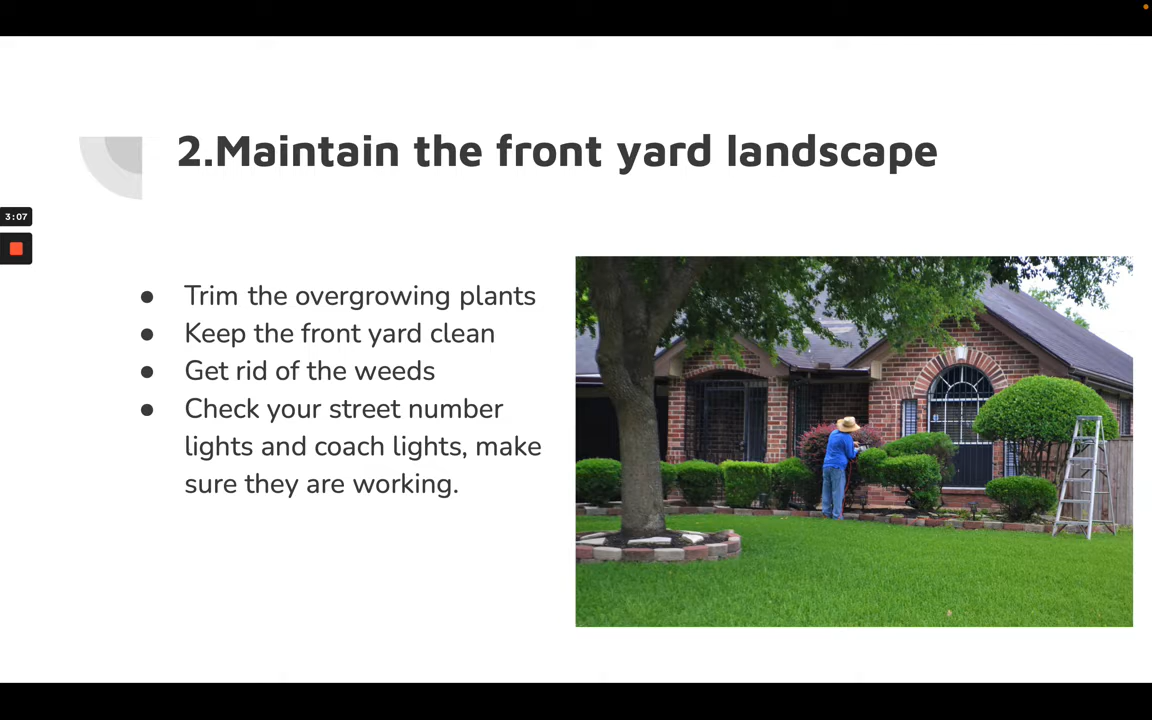 2.Maintain the front yard landscape
3:07
● Trim the overgrowing plants
● Keep the front yard clean
● Get rid of the weeds
● Check your street number
lights and coach lights, make
sure they are working.